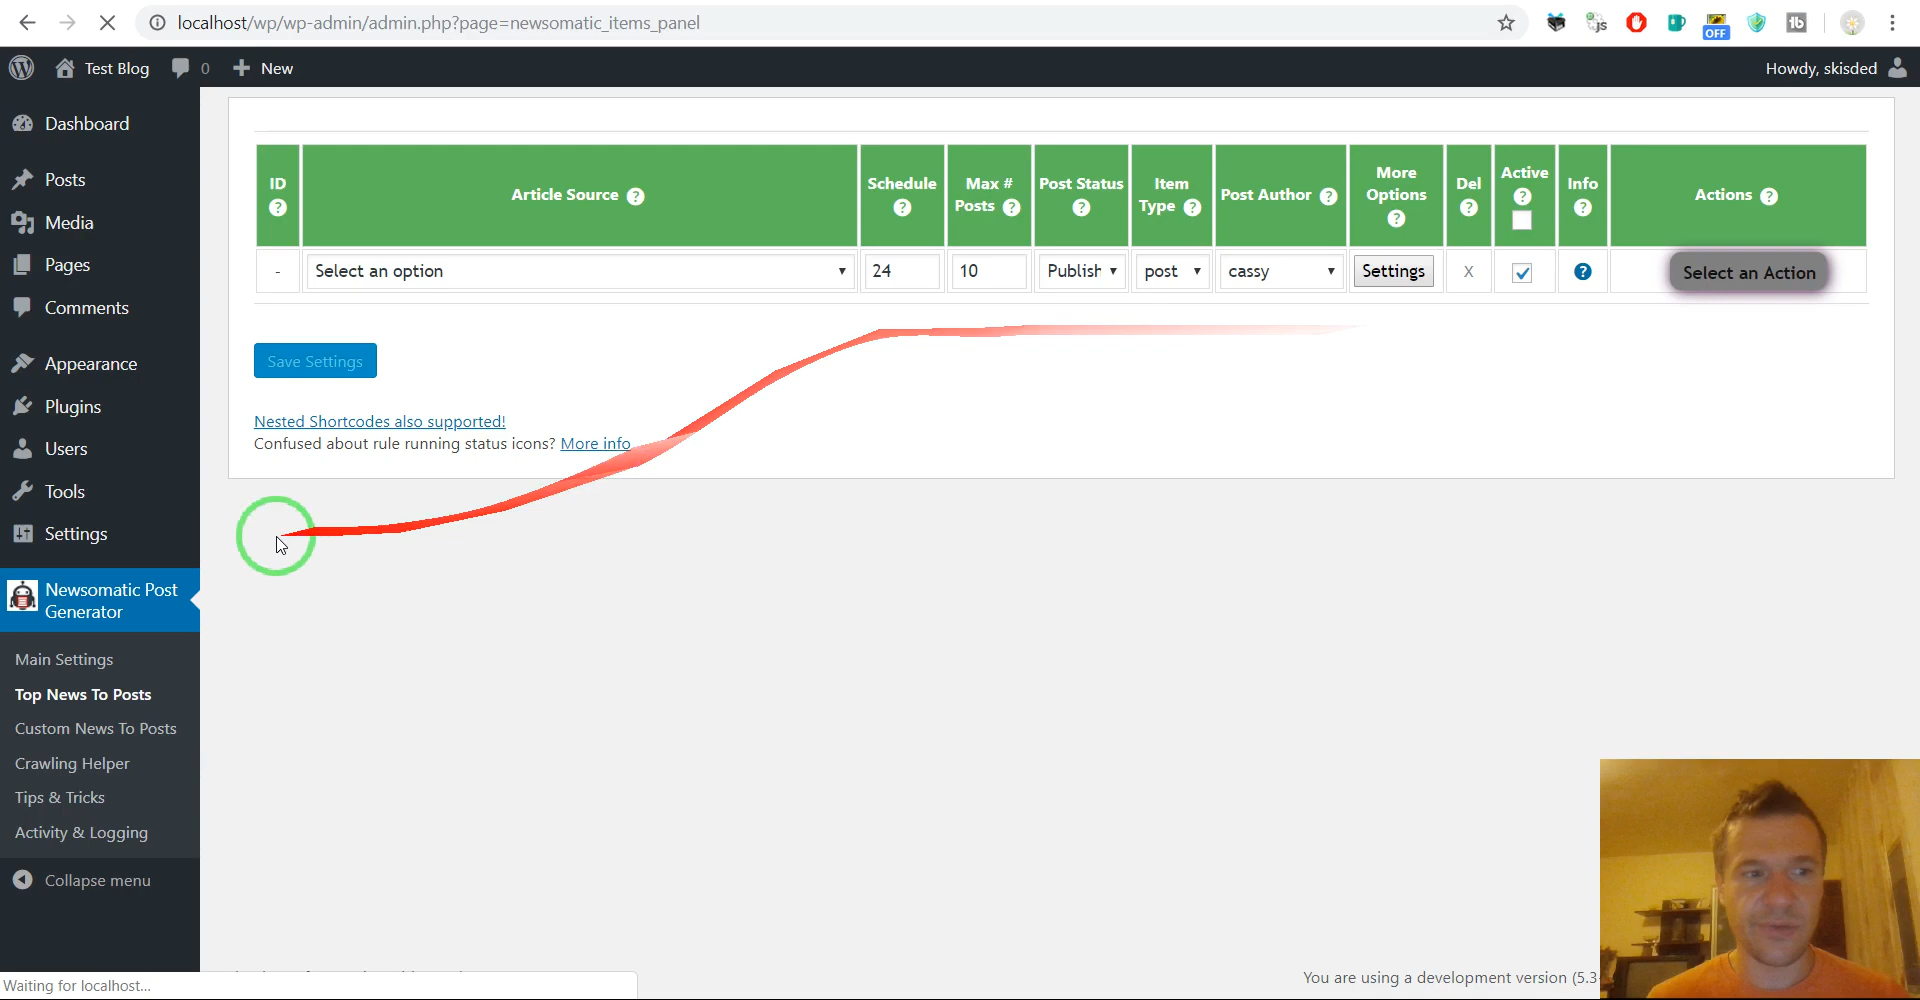 localhost/wp/wp-admin/admin.php?page=newsomatic_items_panel
OFF
Test Blog 0 New
Howdy, skisded
Dashboard
Posts
Media
Pages
Comments
Appearance
Plugins
Users
Tools
Settings
Newsomatic Post
Generator
Main Settings
Top News To Posts
Custom News To Posts
Crawling Helper
Tips & Tricks
Activity & Logging
Collapse menu
ID ?
Article Source ?
Schedule ?
Max #
Posts ?
Post Status ?
Item
Type ?
Post Author ?
More
Options ?
Del ?
Active ?
Info ?
Actions ?
- Select an option 24 10 Publish post cassy Settings X ? Select an Action
Save Settings
Nested Shortcodes also supported!
Confused about rule running status icons? More info
Waiting for localhost...
You are using a development version (5.3